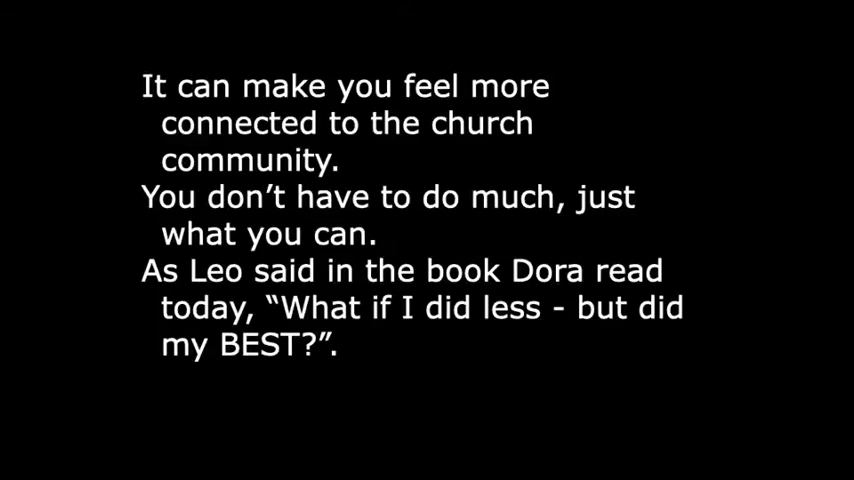 It can make you feel more
connected to the church
community.
You don’t have to do much, just
what you can.
As Leo said in the book Dora read
today, “What if I did less - but did
my BEST?”.